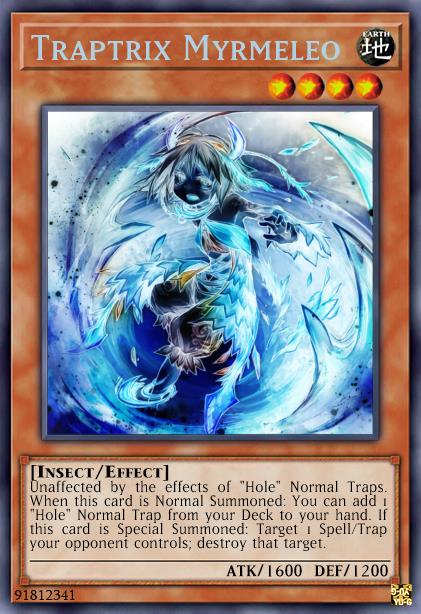 Traptrix Myrmeleo
EARTH
地
[Insect/Effect]
Unaffected by the effects of "Hole" Normal Traps.
When this card is Normal Summoned: You can add 1
"Hole" Normal Trap from your Deck to your hand. If
this card is Special Summoned: Target 1 Spell/Trap
your opponent controls; destroy that target.
ATK/1600 DEF/1200
91812341